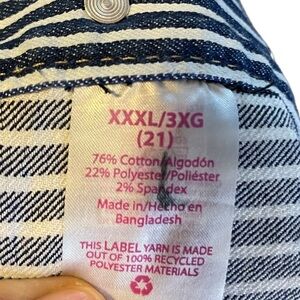 XXXL/3XG
(21)
76% Cotton/Algodón
22% Polyester/Poliéster
2% Spandex
Made in/Hecho en
Bangladesh
THIS LABEL YARN IS MADE
OUT OF 100% RECYCLED
POLYESTER MATERIALS